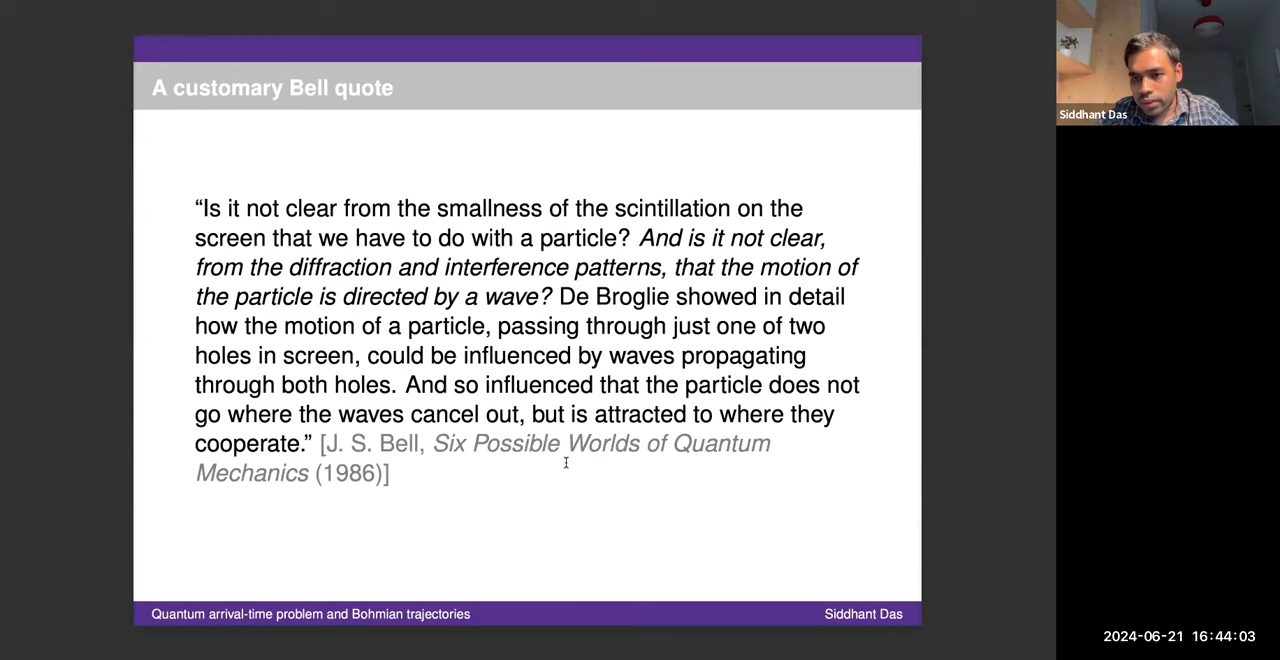 A customary Bell quote
“Is it not clear from the smallness of the scintillation on the
screen that we have to do with a particle? And is it not clear,
from the diffraction and interference patterns, that the motion of
the particle is directed by a wave? De Broglie showed in detail
how the motion of a particle, passing through just one of two
holes in screen, could be influenced by waves propagating
through both holes. And so influenced that the particle does not
go where the waves cancel out, but is attracted to where they
cooperate.” [J. S. Bell, Six Possible Worlds of Quantum
Mechanics (1986)]
Quantum arrival-time problem and Bohmian trajectories
Siddhant Das
Siddhant Das
2024-06-21 16:44:03